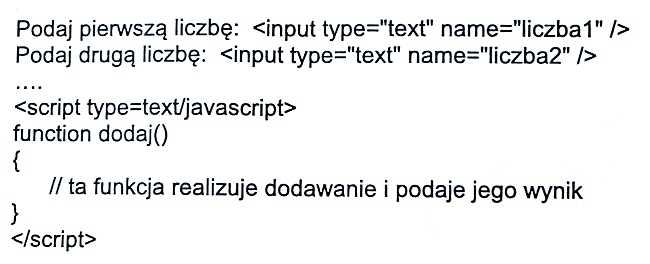 Podaj pierwszą liczbę:  <input type="text" name="liczba1" />
Podaj drugą liczbę:  <input type="text" name="liczba2" />
....
<script type=text/javascript>
function dodaj()
{
// ta funkcja realizuje dodawanie i podaje jego wynik
}
</script>